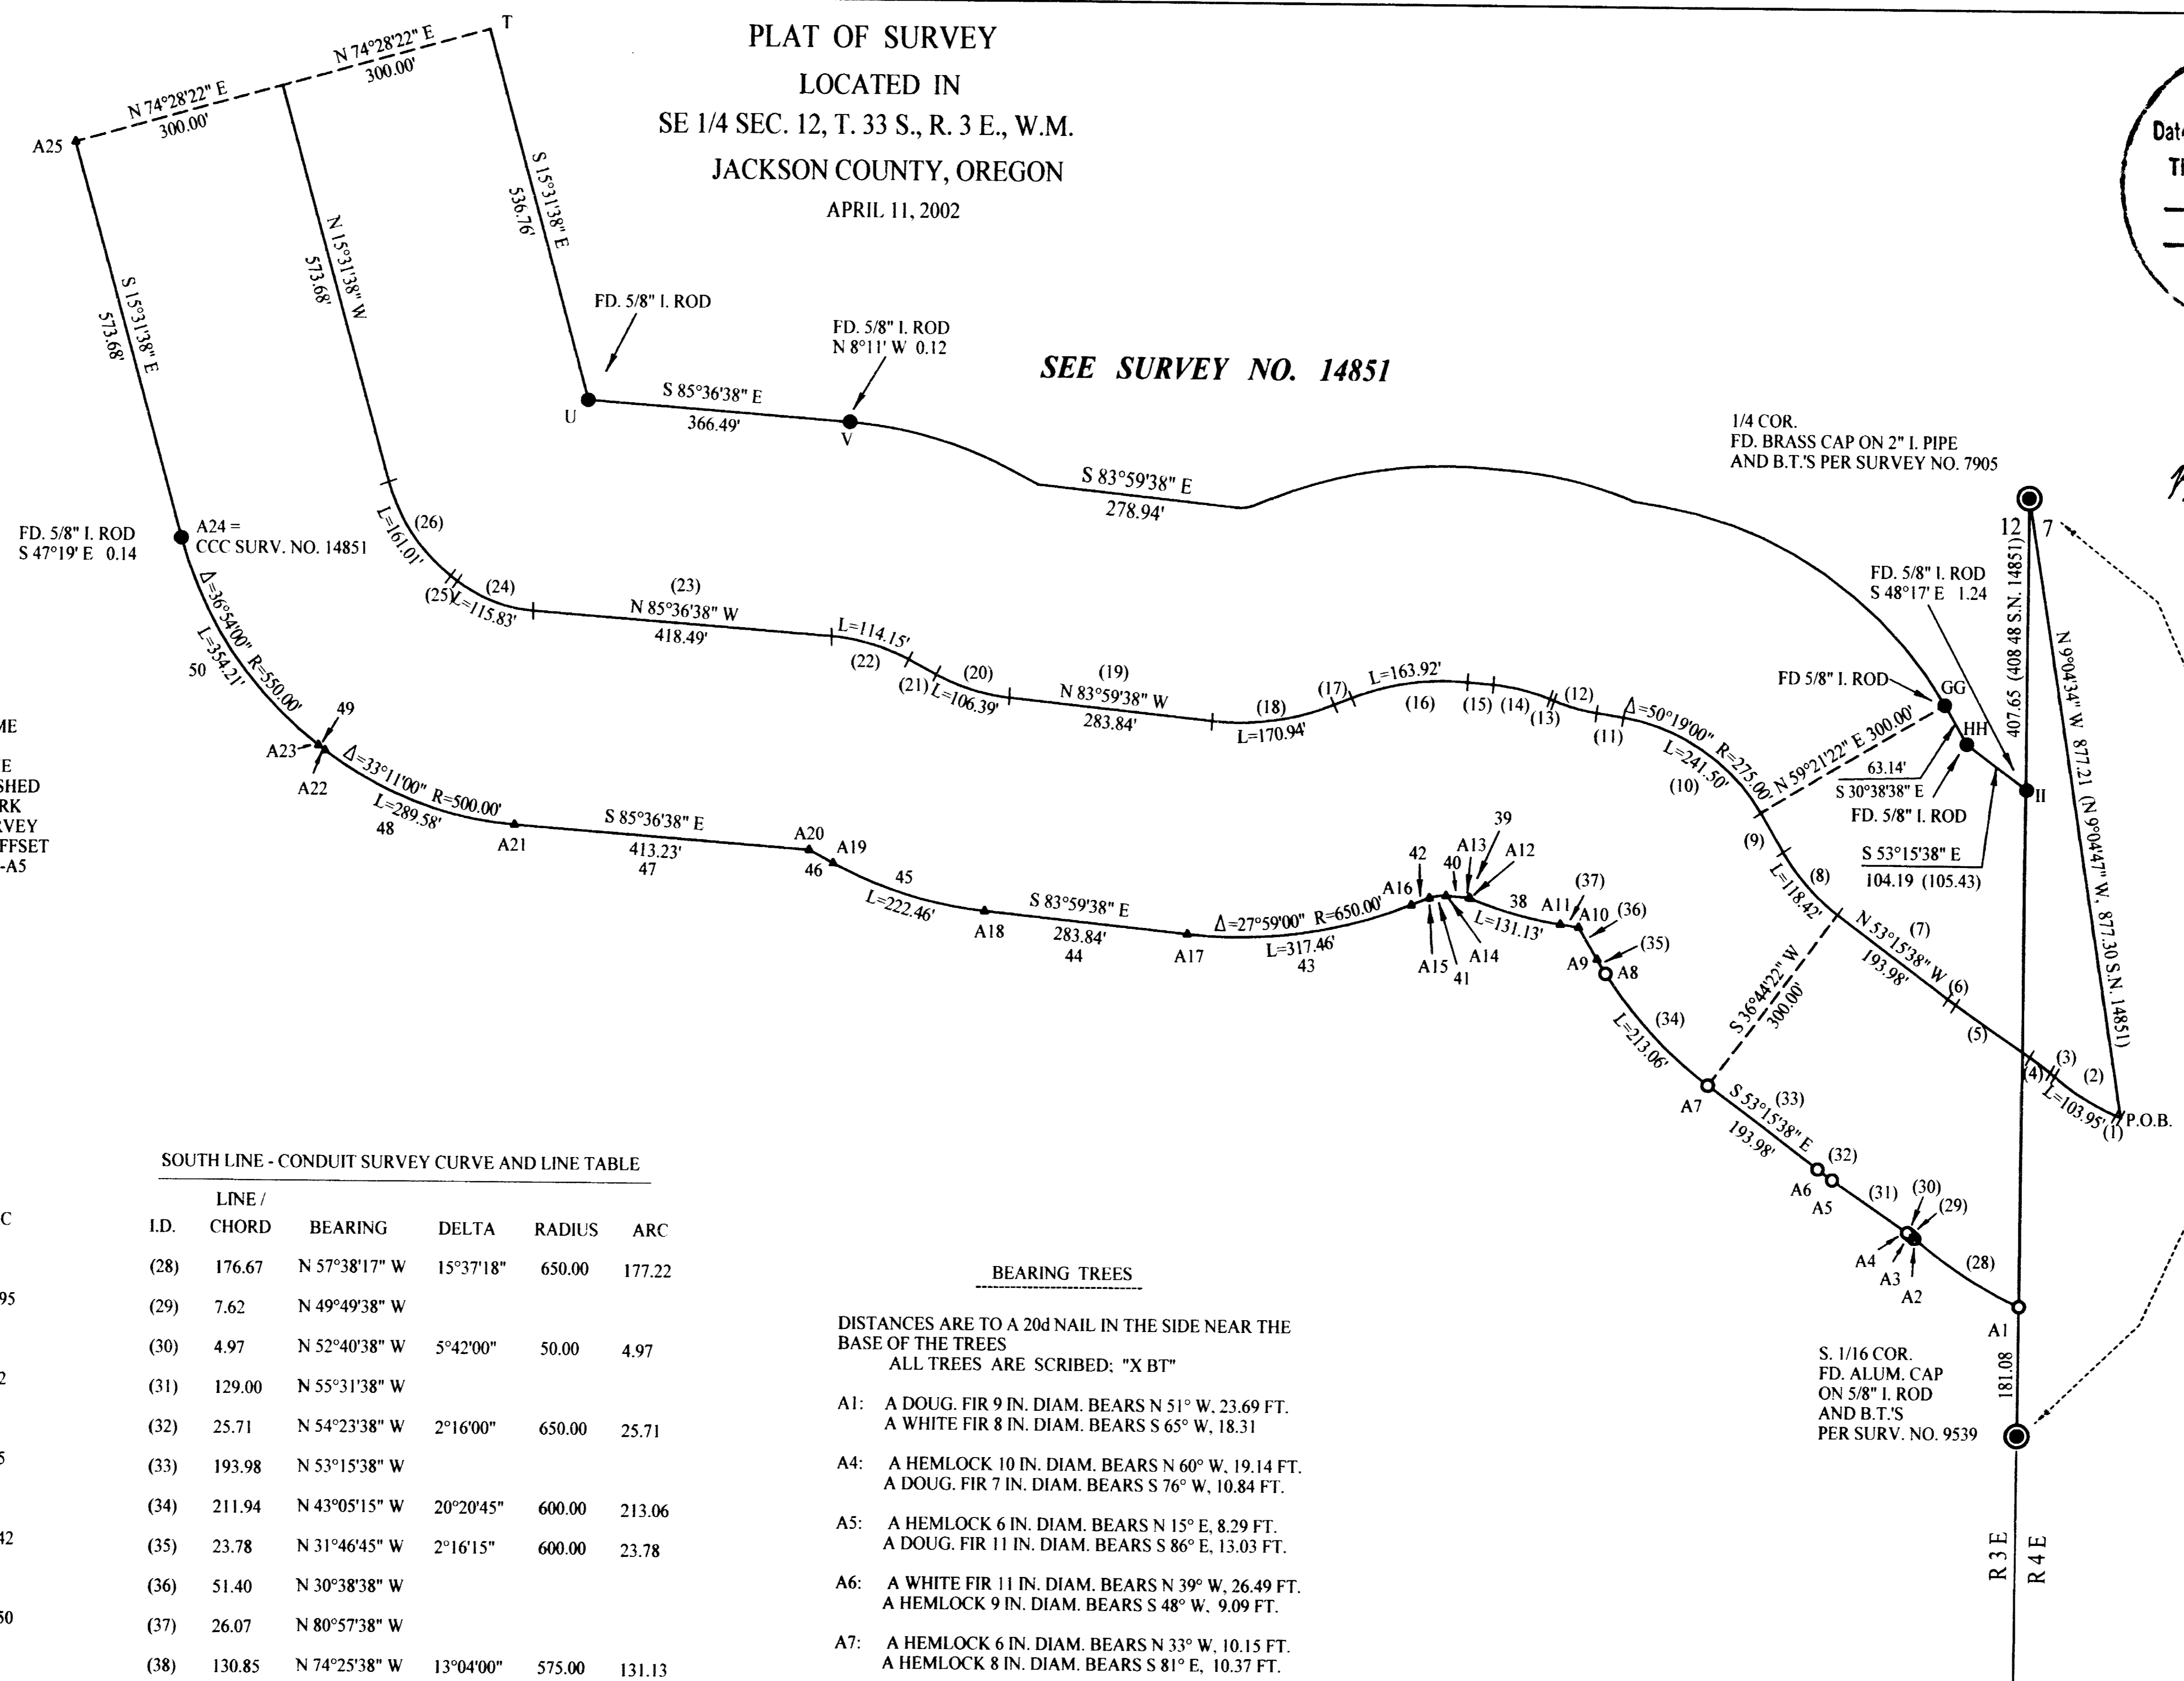 PLAT OF SURVEY
LOCATED IN
SE 1/4 SEC. 12, T. 33 S., R. 3 E., W.M.
JACKSON COUNTY, OREGON
APRIL 11, 2002
T
N 74°28'22" E
300.00'
N 74°28'22" E
300.00'
A25
S 15°31'38" E
536.76'
N 15°31'38" W
573.68'
S 15°31'38" E
573.68'
FD. 5/8" I. ROD
U
S 85°36'38" E
366.49'
FD. 5/8" I. ROD
N 8°11' W 0.12
V
SEE SURVEY NO. 14851
S 83°59'38" E
278.94'
1/4 COR.
FD. BRASS CAP ON 2" I. PIPE
AND B.T.'S PER SURVEY NO. 7905
12
7
407.65 (408 48 S.N. 14851)
N 9°04'34" W 877.21 (N 9°04'47" W, 877.30 S.N. 14851)
FD. 5/8" I. ROD
S 48°17' E 1.24
FD 5/8" I. ROD
GG
HH
II
N 59°21'22" E 300.00'
63.14'
S 30°38'38" E
FD. 5/8" I. ROD
S 53°15'38" E
104.19 (105.43)
FD. 5/8" I. ROD
S 47°19' E 0.14
A24 =
CCC SURV. NO. 14851
Δ=36°54'00" R=550.00'
L=354.21'
50
49
A23
A22
Δ=33°11'00" R=500.00'
L=289.58'
48
A21
S 85°36'38" E
413.23'
47
A20
A19
46
45
L=222.46'
A18
S 83°59'38" E
283.84'
44
A17
Δ=27°59'00" R=650.00'
L=317.46'
43
A16
42
A15
41
A14
40
A13
39
A12
38
L=131.13'
A11
(37)
A10
(36)
(35)
A9
A8
(34)
L=213.06'
A7
S 36°44'22" W
300.00'
S 53°15'38" E
(33)
193.98'
(32)
A6
A5
(31)
(30)
(29)
A4
A3
A2
(28)
A1
181.08
(26)
L=161.01'
(25)
(24)
L=115.83'
(23)
N 85°36'38" W
418.49'
L=114.15'
(22)
(21)
(20)
L=106.39'
(19)
N 83°59'38" W
283.84'
(18)
L=170.94'
(17)
L=163.92'
(16)
(15)
(14)
(13)
(12)
(11)
Δ=50°19'00" R=275.00'
L=241.50'
(10)
(9)
(8)
L=118.42'
(7)
N 53°15'38" W
193.98'
(6)
(5)
(4)
(3)
(2)
L=103.95'
(1)
P.O.B.
S. 1/16 COR.
FD. ALUM. CAP
ON 5/8" I. ROD
AND B.T.'S
PER SURV. NO. 9539
R 3 E
R 4 E
Dat
T
ME
E
SHED
RK
RVEY
FFSET
-A5
C
95
2
5
42
50
SOUTH LINE - CONDUIT SURVEY CURVE AND LINE TABLE
I.D. LINE / CHORD BEARING DELTA RADIUS ARC
(28) 176.67 N 57°38'17" W 15°37'18" 650.00 177.22
(29) 7.62 N 49°49'38" W
(30) 4.97 N 52°40'38" W 5°42'00" 50.00 4.97
(31) 129.00 N 55°31'38" W
(32) 25.71 N 54°23'38" W 2°16'00" 650.00 25.71
(33) 193.98 N 53°15'38" W
(34) 211.94 N 43°05'15" W 20°20'45" 600.00 213.06
(35) 23.78 N 31°46'45" W 2°16'15" 600.00 23.78
(36) 51.40 N 30°38'38" W
(37) 26.07 N 80°57'38" W
(38) 130.85 N 74°25'38" W 13°04'00" 575.00 131.13
BEARING TREES
DISTANCES ARE TO A 20d NAIL IN THE SIDE NEAR THE
BASE OF THE TREES
ALL TREES ARE SCRIBED; "X BT"
A1: A DOUG. FIR 9 IN. DIAM. BEARS N 51° W, 23.69 FT.
A WHITE FIR 8 IN. DIAM. BEARS S 65° W, 18.31
A4: A HEMLOCK 10 IN. DIAM. BEARS N 60° W, 19.14 FT.
A DOUG. FIR 7 IN. DIAM. BEARS S 76° W, 10.84 FT.
A5: A HEMLOCK 6 IN. DIAM. BEARS N 15° E, 8.29 FT.
A DOUG. FIR 11 IN. DIAM. BEARS S 86° E, 13.03 FT.
A6: A WHITE FIR 11 IN. DIAM. BEARS N 39° W, 26.49 FT.
A HEMLOCK 9 IN. DIAM. BEARS S 48° W, 9.09 FT.
A7: A HEMLOCK 6 IN. DIAM. BEARS N 33° W, 10.15 FT.
A HEMLOCK 8 IN. DIAM. BEARS S 81° E, 10.37 FT.